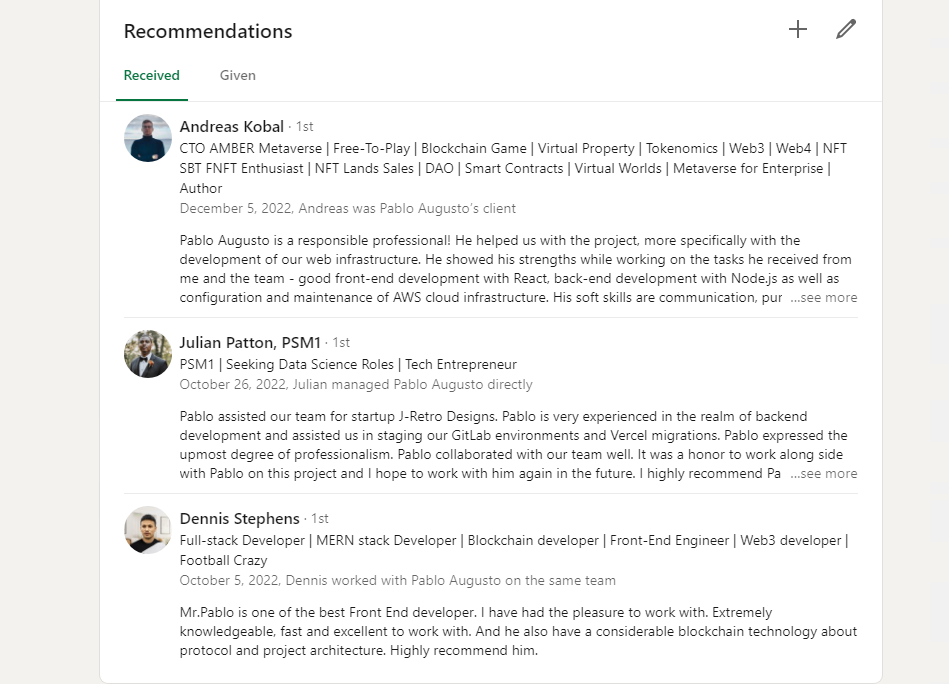 Recommendations
Received
Given
Andreas Kobal · 1st
CTO AMBER Metaverse | Free-To-Play | Blockchain Game | Virtual Property | Tokenomics | Web3 | Web4 | NFT
SBT FNFT Enthusiast | NFT Lands Sales | DAO | Smart Contracts | Virtual Worlds | Metaverse for Enterprise |
Author
December 5, 2022, Andreas was Pablo Augusto's client
Pablo Augusto is a responsible professional! He helped us with the project, more specifically with the
development of our web infrastructure. He showed his strengths while working on the tasks he received from
me and the team - good front-end development with React, back-end development with Node.js as well as
configuration and maintenance of AWS cloud infrastructure. His soft skills are communication, pur ...see more
Julian Patton, PSM1 · 1st
PSM1 | Seeking Data Science Roles | Tech Entrepreneur
October 26, 2022, Julian managed Pablo Augusto directly
Pablo assisted our team for startup J-Retro Designs. Pablo is very experienced in the realm of backend
development and assisted us in staging our GitLab environments and Vercel migrations. Pablo expressed the
upmost degree of professionalism. Pablo collaborated with our team well. It was a honor to work along side
with Pablo on this project and I hope to work with him again in the future. I highly recommend Pa ...see more
Dennis Stephens · 1st
Full-stack Developer | MERN stack Developer | Blockchain developer | Front-End Engineer | Web3 developer |
Football Crazy
October 5, 2022, Dennis worked with Pablo Augusto on the same team
Mr.Pablo is one of the best Front End developer. I have had the pleasure to work with. Extremely
knowledgeable, fast and excellent to work with. And he also have a considerable blockchain technology about
protocol and project architecture. Highly recommend him.